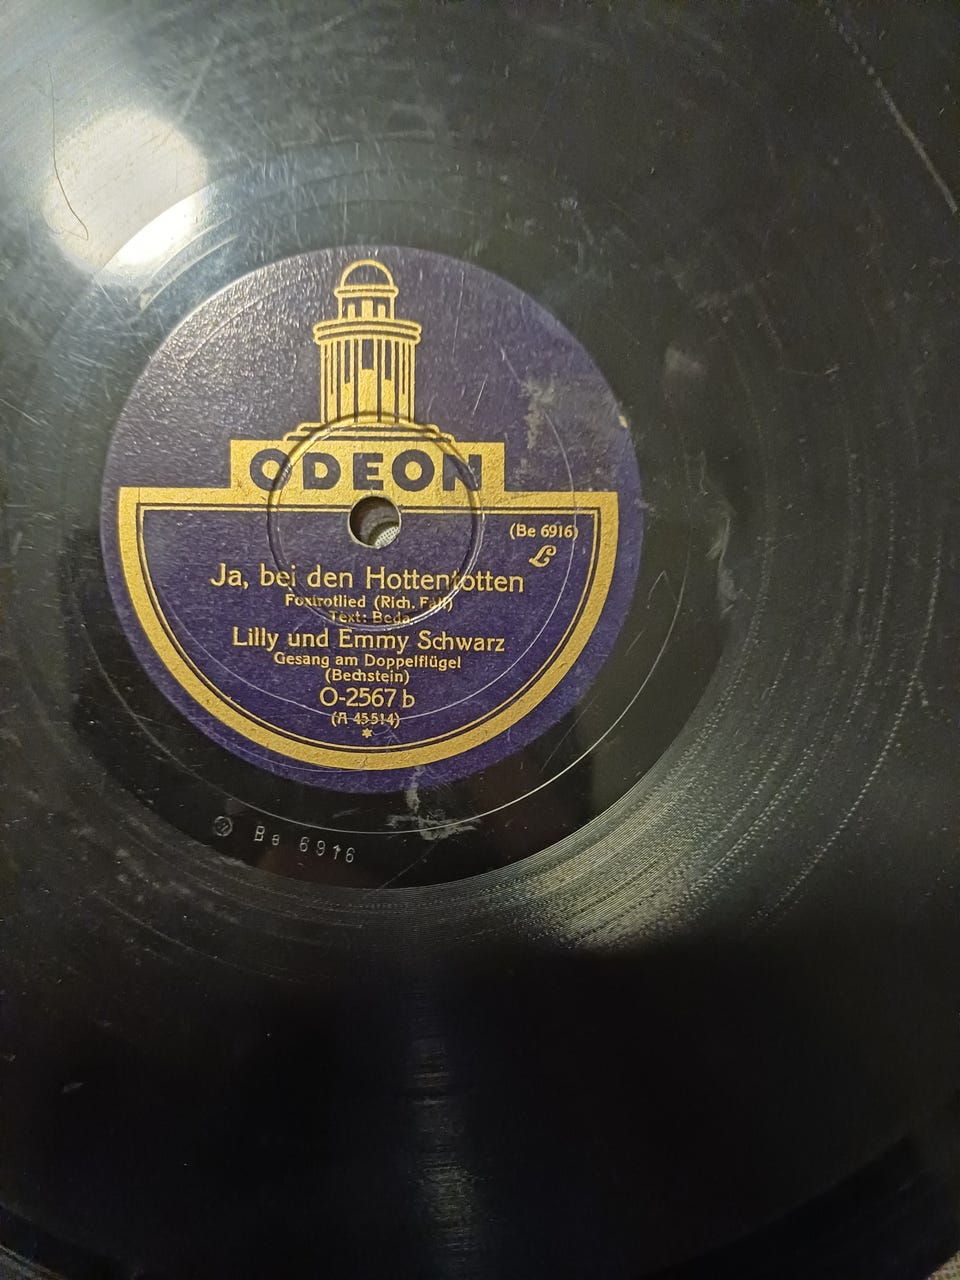 ODEON
(Be 6916)
L
Ja, bei den Hottentotten
Foxtrotlied (Rich. Fall)
Text: Beda
Lilly und Emmy Schwarz
Gesang am Doppelflügel
(Bechstein)
O-2567 b
(A 45514)
*
Be 6916